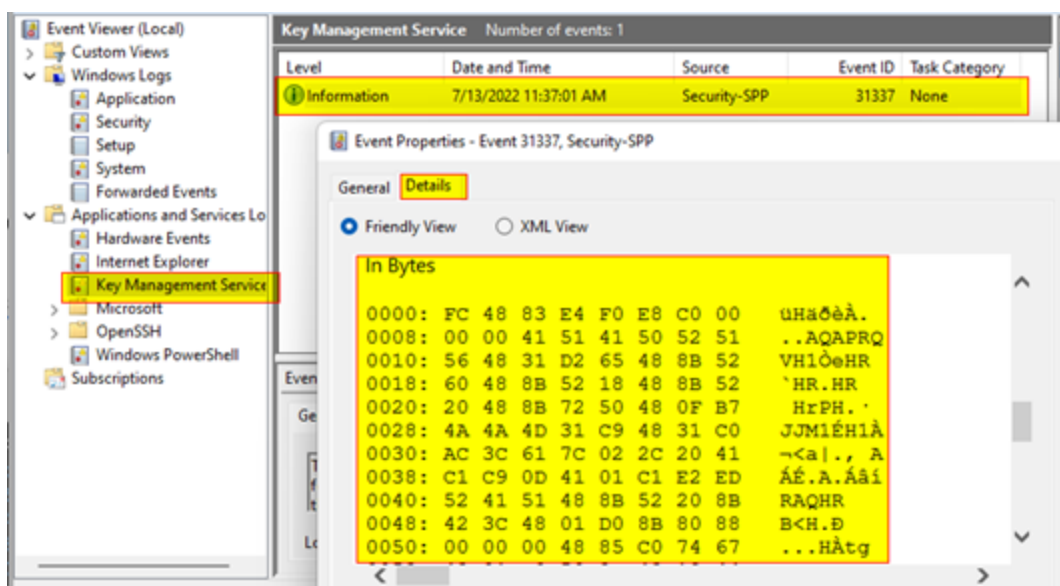 Event Viewer (Local)
Custom Views
Windows Logs
Application
Security
Setup
System
Forwarded Events
Applications and Services Lo
Hardware Events
Internet Explorer
Key Management Service
Microsoft
OpenSSH
Windows PowerShell
Subscriptions
Key Management Service Number of events: 1
Level Date and Time Source Event ID Task Category
Information 7/13/2022 11:37:01 AM Security-SPP 31337 None
Event Properties - Event 31337, Security-SPP
General Details
Friendly View XML View
In Bytes
0000: FC 48 83 E4 F0 E8 C0 00 üHäðèÀ.
0008: 00 00 41 51 41 50 52 51 ..AQAPRQ
0010: 56 48 31 D2 65 48 8B 52 VH1ÒeHR
0018: 60 48 8B 52 18 48 8B 52 `HR.HR
0020: 20 48 8B 72 50 48 0F B7 HrPH.·
0028: 4A 4A 4D 31 C9 48 31 C0 JJM1ÉH1À
0030: AC 3C 61 7C 02 2C 20 41 ¬<a|., A
0038: C1 C9 0D 41 01 C1 E2 ED ÁÉ.A.Áâí
0040: 52 41 51 48 8B 52 20 8B RAQHR
0048: 42 3C 48 01 D0 8B 80 88 B<H.Ð
0050: 00 00 00 48 85 C0 74 67 ...HÀtg
Even
Ge
Lo